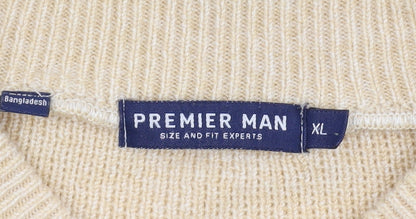 Bangladesh
PREMIER MAN
SIZE AND FIT EXPERTS
XL